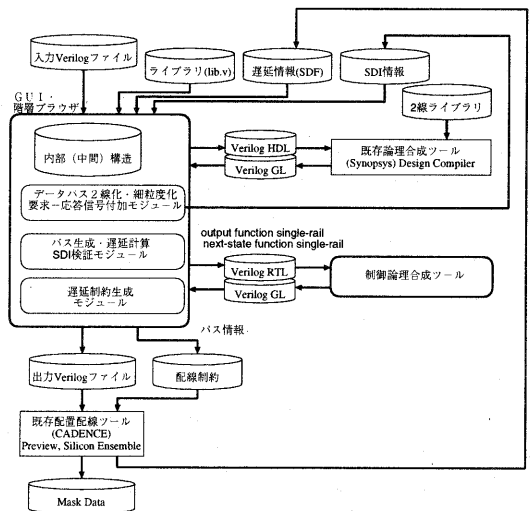 入力Verilogファイル
ライブラリ(lib.v)
遅延情報(SDF)
SDI情報
2線ライブラリ
GUI・
階層ブラウザ
内部（中間）構造
Verilog HDL
Verilog GL
既存論理合成ツール
(Synopsys) Design Compiler
データパス２線化・細粒度化
要求－応答信号付加モジュール
パス生成・遅延計算
SDI検証モジュール
output function single-rail
next-state function single-rail
Verilog RTL
Verilog GL
制御論理合成ツール
遅延制約生成
モジュール
パス情報
出力Verilogファイル
配線制約
既存配置配線ツール
(CADENCE)
Preview, Silicon Ensemble
Mask Data